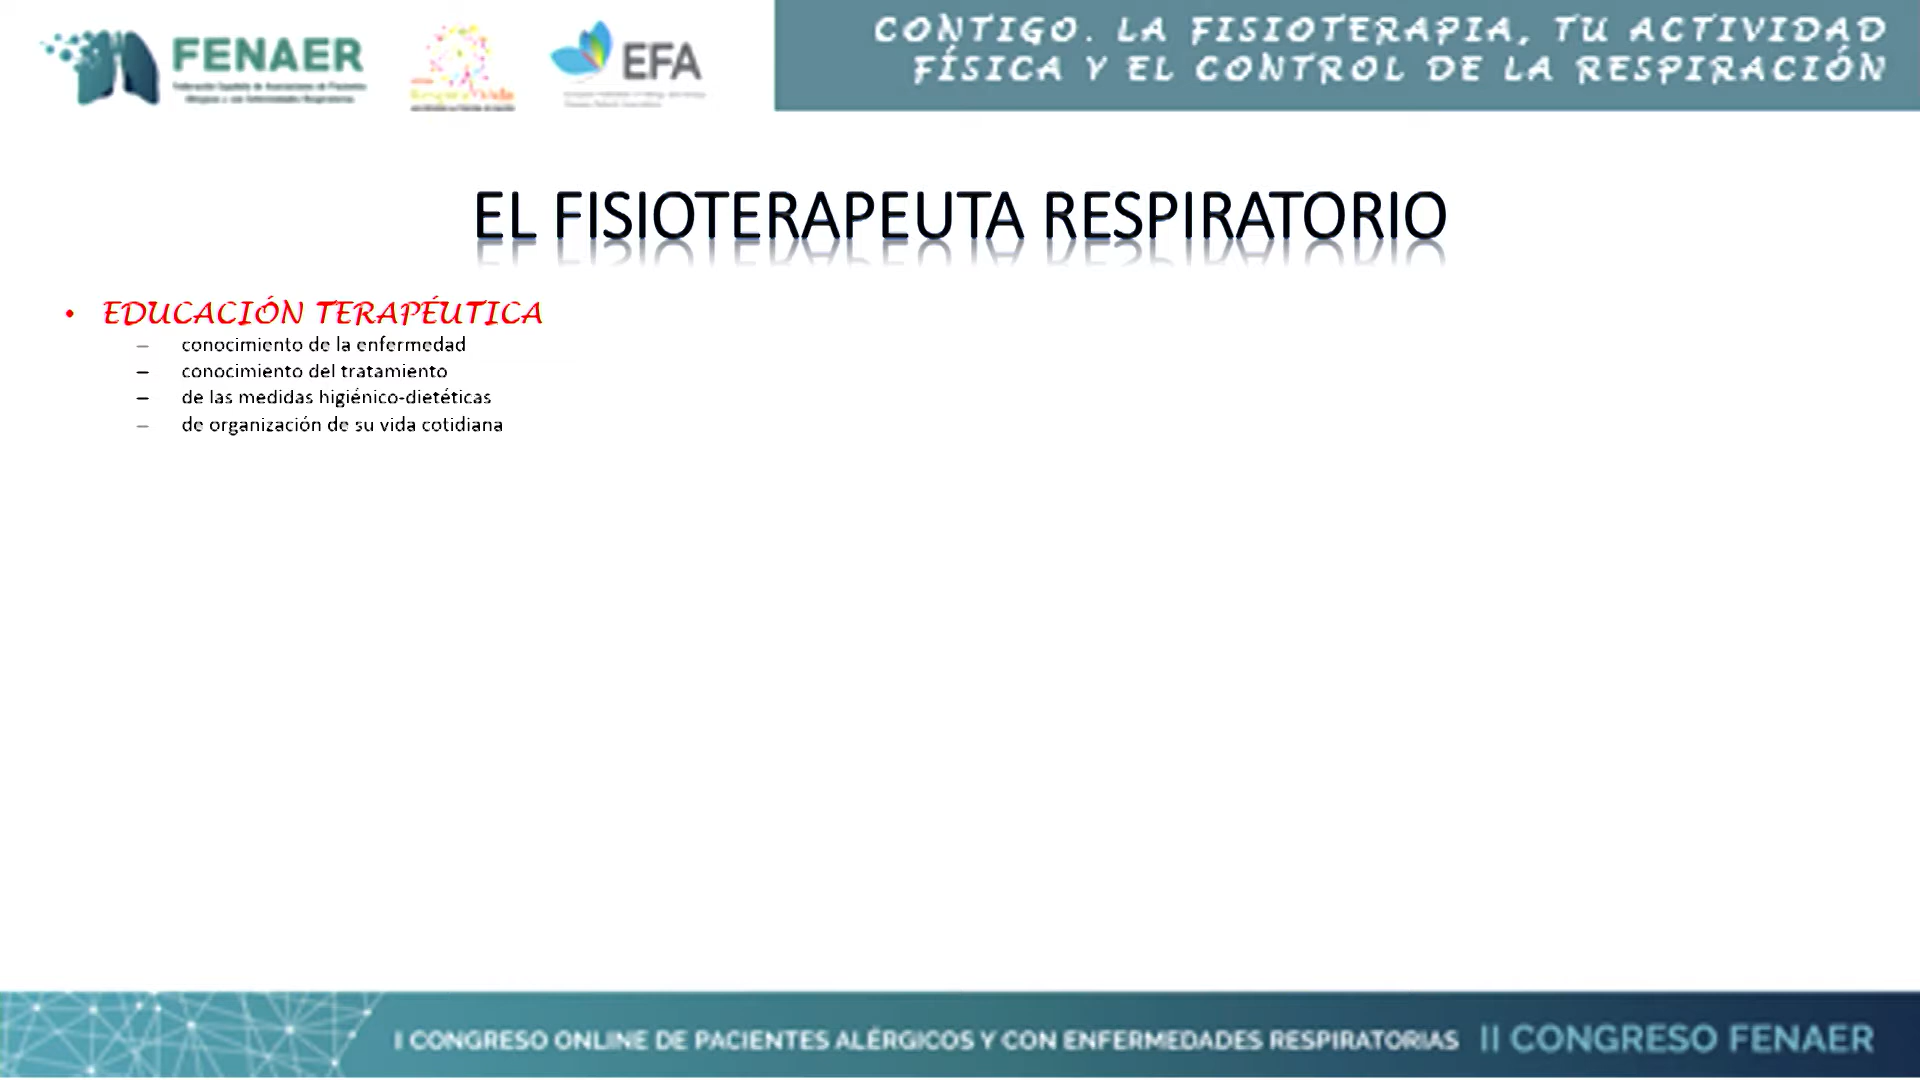 FENAER
EFA
CONTIGO. LA FISIOTERAPIA, TU ACTIVIDAD
FÍSICA Y EL CONTROL DE LA RESPIRACIÓN
EL FISIOTERAPEUTA RESPIRATORIO
• EDUCACIÓN TERAPÉUTICA
– conocimiento de la enfermedad
– conocimiento del tratamiento
– de las medidas higiénico-dietéticas
– de organización de su vida cotidiana
I CONGRESO ONLINE DE PACIENTES ALÉRGICOS Y CON ENFERMEDADES RESPIRATORIAS II CONGRESO FENAER